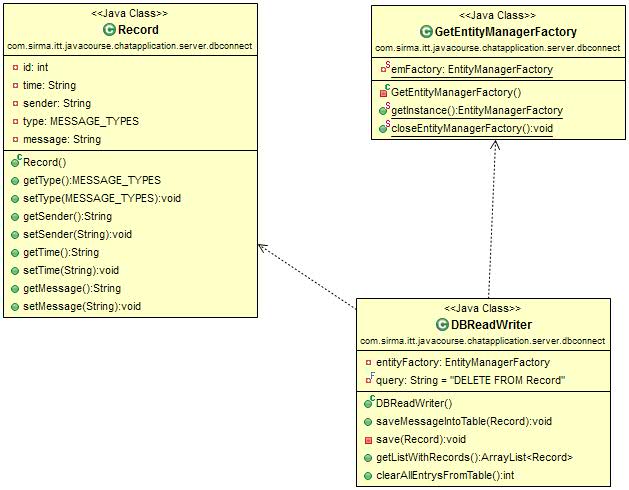 <<Java Class>>
Record
com.sirma.itt.javacourse.chatapplication.server.dbconnect
id: int
time: String
sender: String
type: MESSAGE_TYPES
message: String
Record()
getType():MESSAGE_TYPES
setType(MESSAGE_TYPES):void
getSender():String
setSender(String):void
getTime():String
setTime(String):void
getMessage():String
setMessage(String):void
<<Java Class>>
GetEntityManagerFactory
com.sirma.itt.javacourse.chatapplication.server.dbconnect
emFactory: EntityManagerFactory
GetEntityManagerFactory()
getInstance():EntityManagerFactory
closeEntityManagerFactory():void
<<Java Class>>
DBReadWriter
com.sirma.itt.javacourse.chatapplication.server.dbconnect
entityFactory: EntityManagerFactory
query: String = "DELETE FROM Record"
DBReadWriter()
saveMessageIntoTable(Record):void
save(Record):void
getListWithRecords():ArrayList<Record>
clearAllEntrysFromTable():int